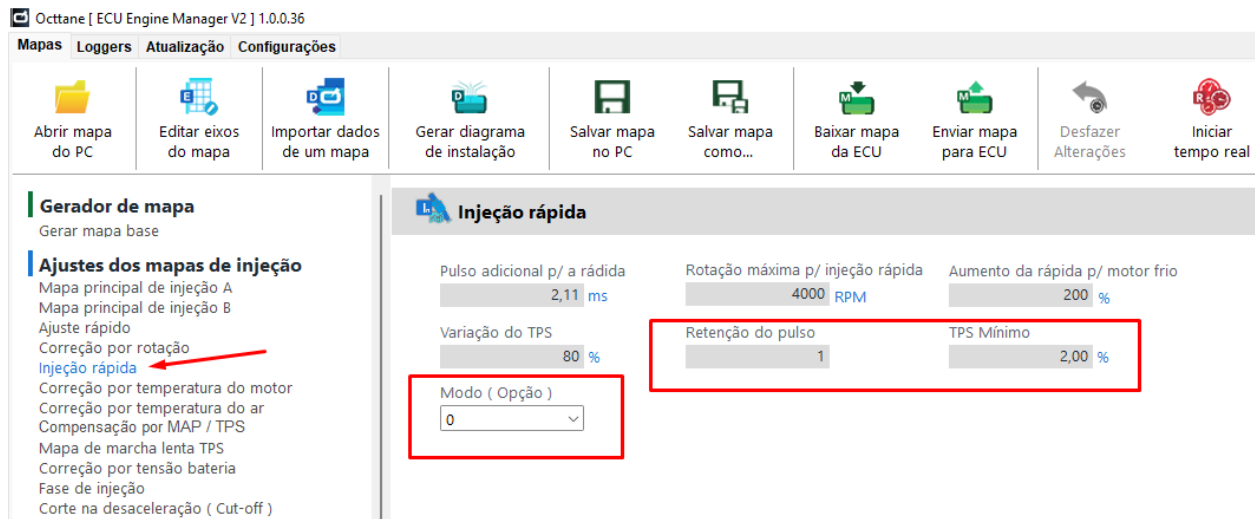 Octtane [ ECU Engine Manager V2 ] 1.0.0.36
Mapas Loggers Atualização Configurações
Abrir mapa do PC
Editar eixos do mapa
Importar dados de um mapa
Gerar diagrama de instalação
Salvar mapa no PC
Salvar mapa como...
Baixar mapa da ECU
Enviar mapa para ECU
Desfazer Alterações
Iniciar tempo real
Gerador de mapa
Gerar mapa base
Ajustes dos mapas de injeção
Mapa principal de injeção A
Mapa principal de injeção B
Ajuste rápido
Correção por rotação
Injeção rápida
Correção por temperatura do motor
Correção por temperatura do ar
Compensação por MAP / TPS
Mapa de marcha lenta TPS
Correção por tensão bateria
Fase de injeção
Corte na desaceleração ( Cut-off )
Injeção rápida
Pulso adicional p/ a rádida
2,11 ms
Rotação máxima p/ injeção rápida
4000 RPM
Aumento da rápida p/ motor frio
200 %
Variação do TPS
80 %
Retenção do pulso
1
TPS Mínimo
2,00 %
Modo ( Opção )
0